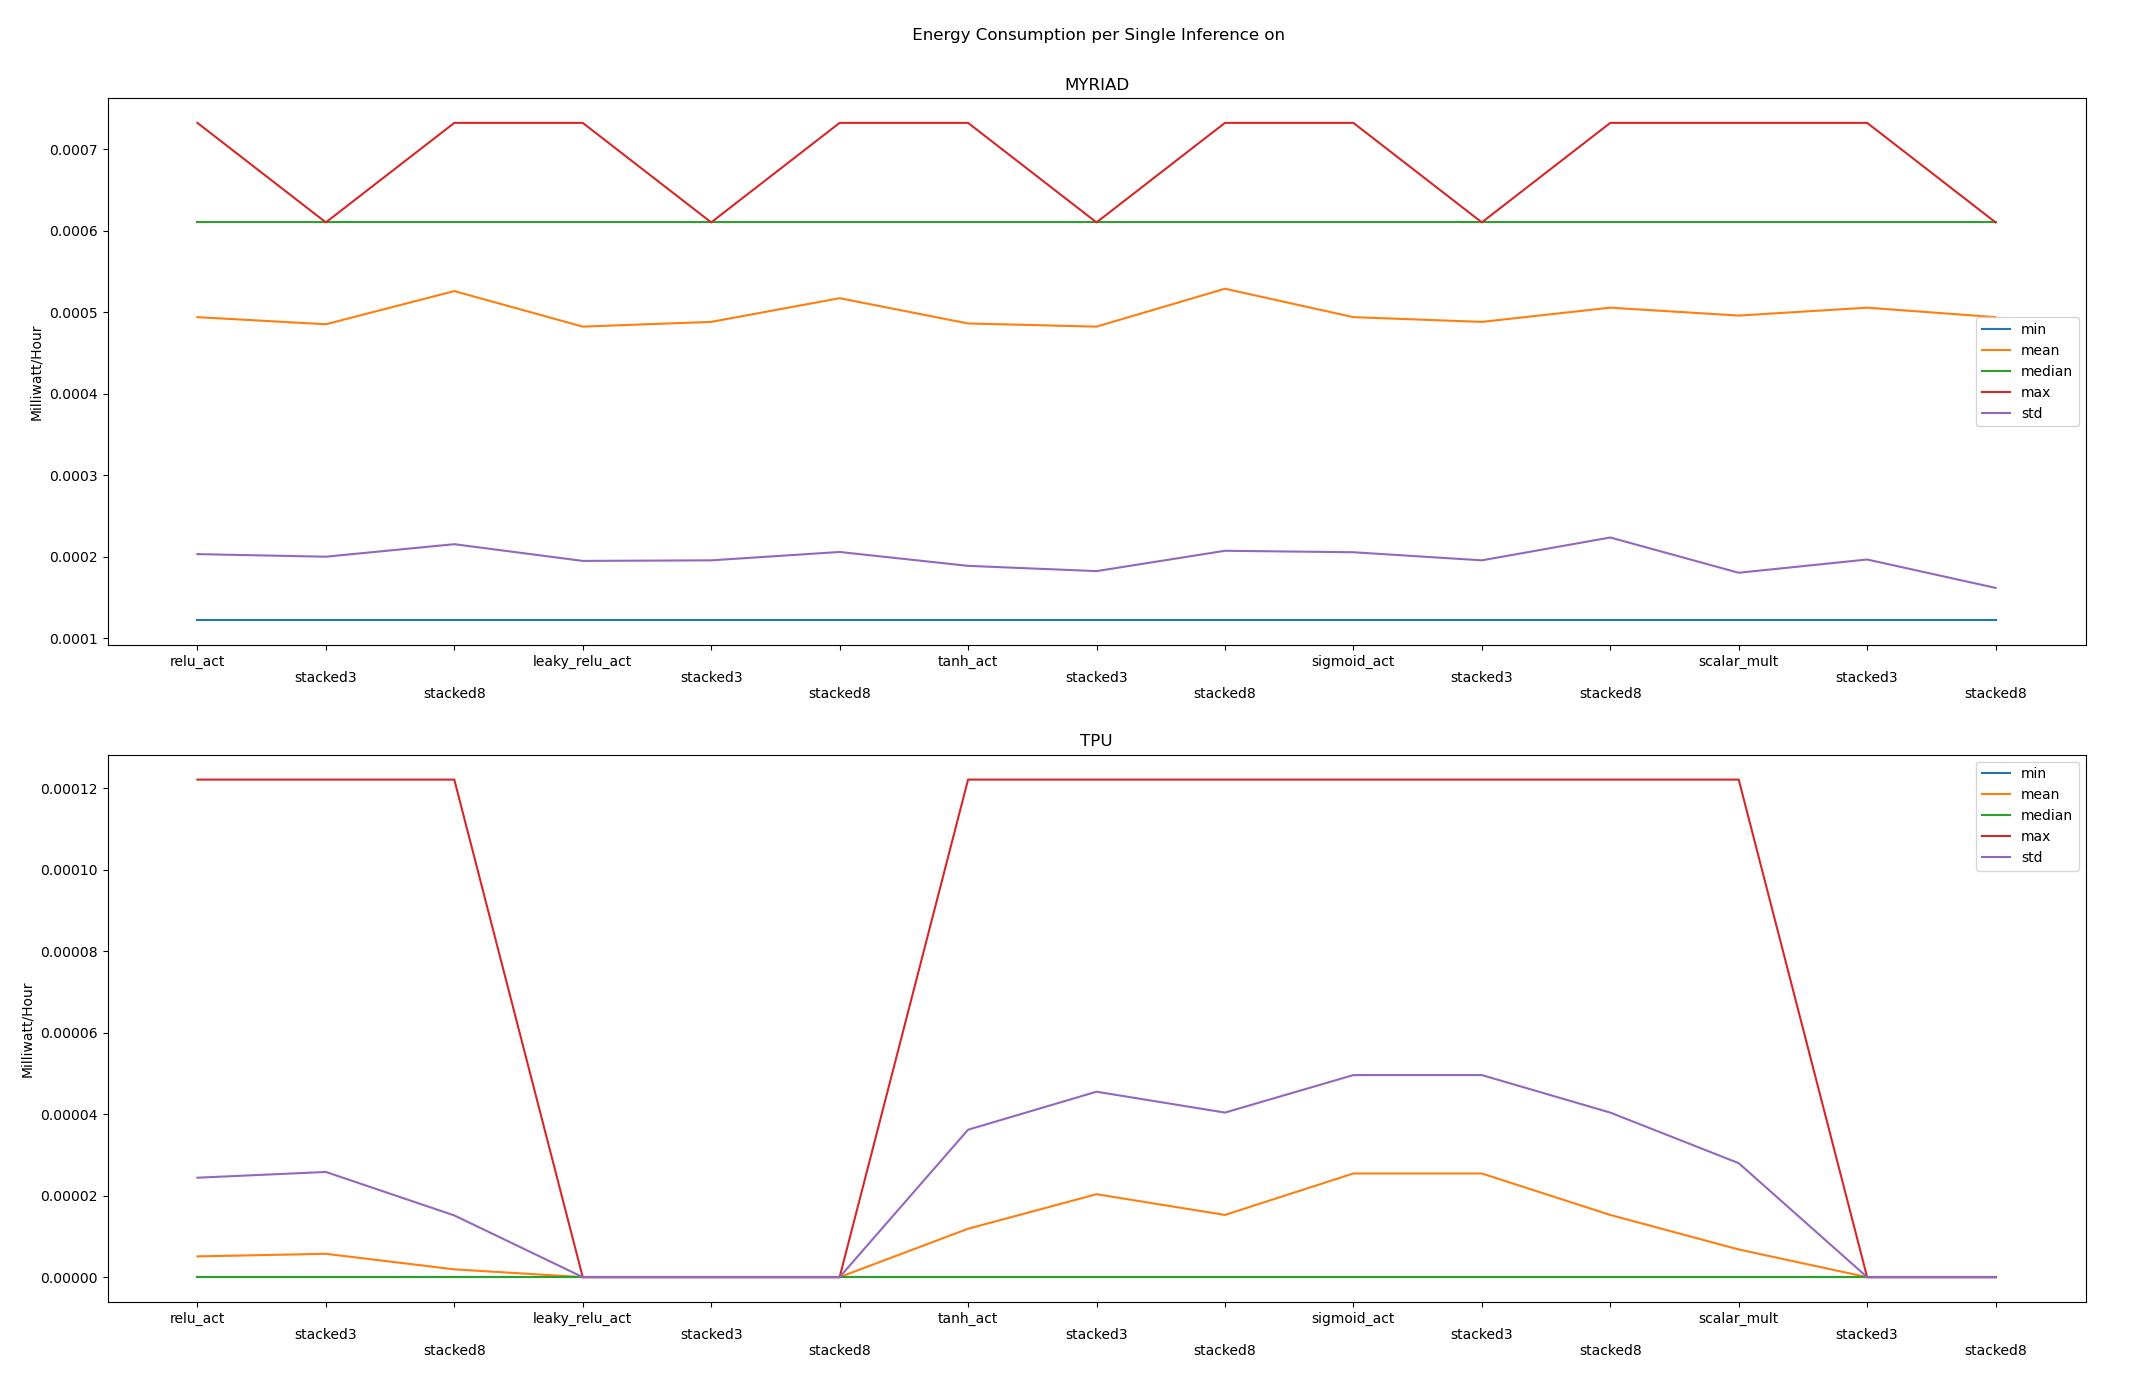 Energy Consumption per Single Inference on
MYRIAD
Milliwatt/Hour
0.0007
0.0006
0.0005
0.0004
0.0003
0.0002
0.0001
min
mean
median
max
std
relu_act
stacked3
stacked8
leaky_relu_act
stacked3
stacked8
tanh_act
stacked3
stacked8
sigmoid_act
stacked3
stacked8
scalar_mult
stacked3
stacked8
TPU
Milliwatt/Hour
0.00012
0.00010
0.00008
0.00006
0.00004
0.00002
0.00000
min
mean
median
max
std
relu_act
stacked3
stacked8
leaky_relu_act
stacked3
stacked8
tanh_act
stacked3
stacked8
sigmoid_act
stacked3
stacked8
scalar_mult
stacked3
stacked8